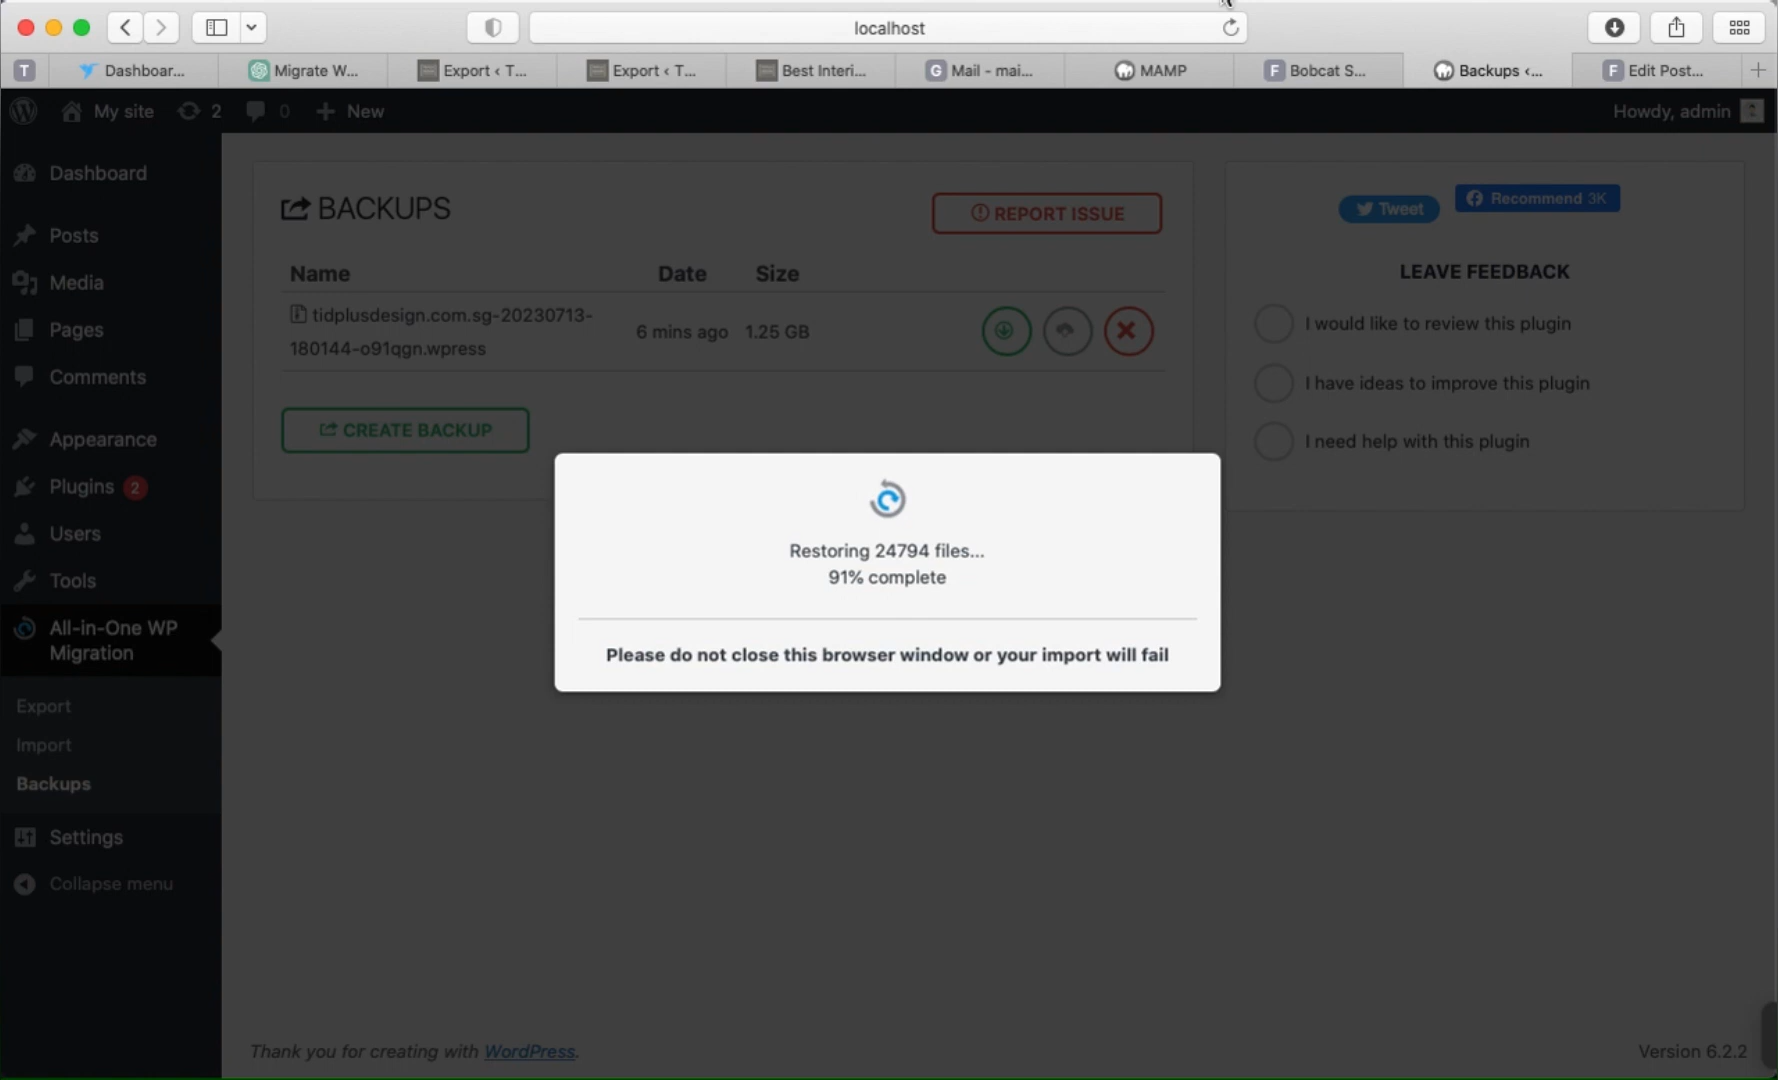 localhost
T
Dashboar...
Migrate W...
Export ‹ T...
Export ‹ T...
Best Interi...
G Mail - mai...
MAMP
F Bobcat S...
Backups ‹...
F Edit Post...
My site
2
0
New
Howdy, admin
Dashboard
Posts
Media
Pages
Comments
Appearance
Plugins 2
Users
Tools
All-in-One WP
Migration
Export
Import
Backups
Settings
Collapse menu
BACKUPS
REPORT ISSUE
Name Date Size
tidplusdesign.com.sg-20230713-
180144-o91qgn.wpress
6 mins ago 1.25 GB
CREATE BACKUP
Tweet
Recommend 3K
LEAVE FEEDBACK
I would like to review this plugin
I have ideas to improve this plugin
I need help with this plugin
Restoring 24794 files...
91% complete
Please do not close this browser window or your import will fail
Thank you for creating with WordPress.
Version 6.2.2